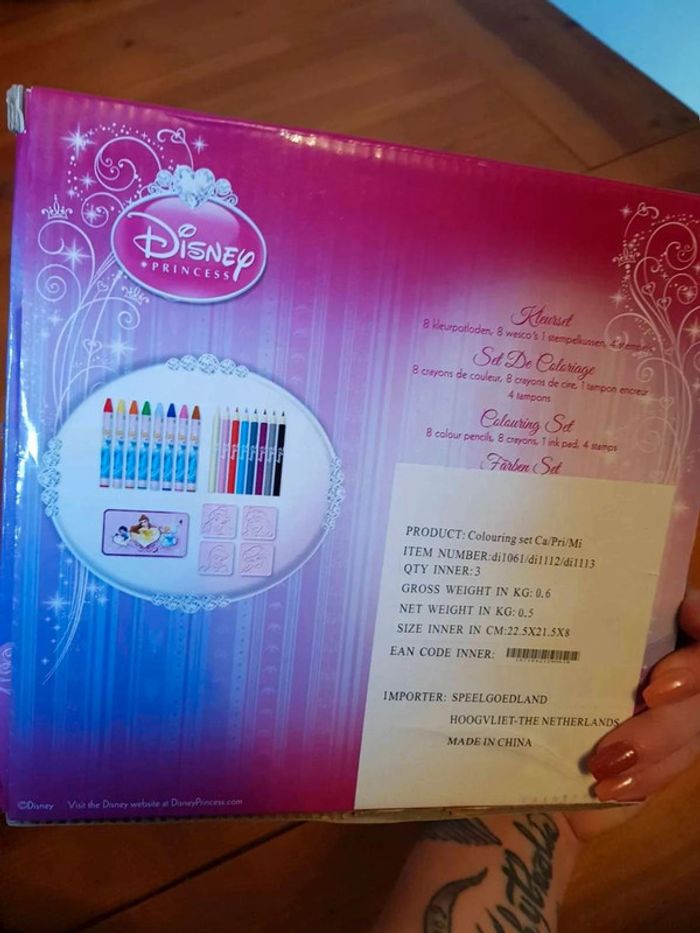 Disney
PRINCESS
Kleurset
8 kleurpotloden, 8 wasco's 1 stempelkussen, 4 stempels
Set De Coloriage
8 crayons de couleur, 8 crayons de cire, 1 tampon encreur
4 tampons
Colouring Set
8 colour pencils, 8 crayons, 1 ink pad, 4 stamps
Farben Set
PRODUCT: Colouring set Ca/Pri/Mi
ITEM NUMBER:di1061/di1112/di1113
QTY INNER:3
GROSS WEIGHT IN KG: 0.6
NET WEIGHT IN KG: 0.5
SIZE INNER IN CM:22.5X21.5X8
EAN CODE INNER:
IMPORTER: SPEELGOEDLAND
HOOGVLIET-THE NETHERLANDS
MADE IN CHINA
©Disney Visit the Disney website at DisneyPrincess.com